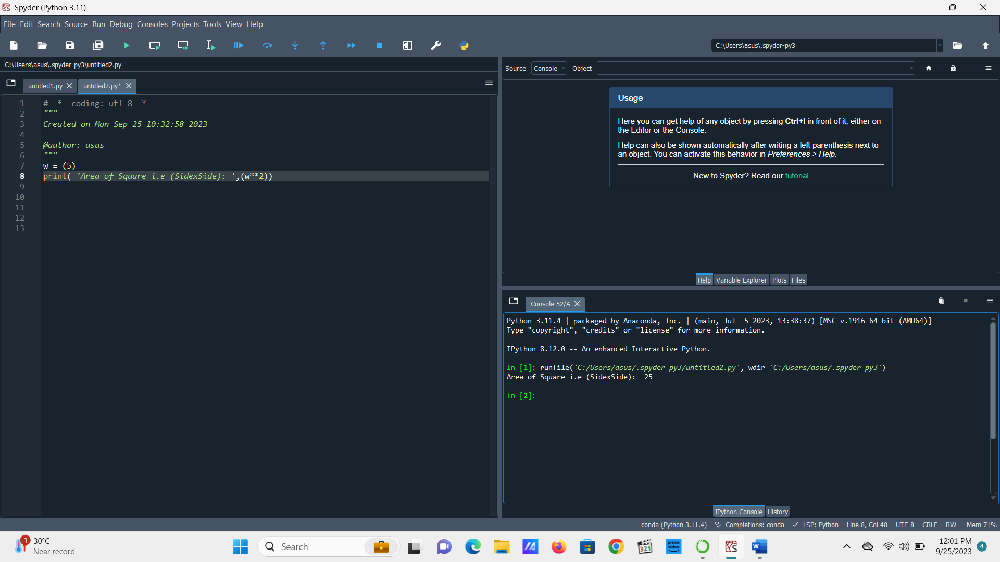 Spyder (Python 3.11)
File Edit Search Source Run Debug Consoles Projects Tools View Help
C:\Users\asus\.spyder-py3
C:\Users\asus\.spyder-py3\untitled2.py
untitled1.py
untitled2.py*
1 # -*- coding: utf-8 -*-
2 """
3 Created on Mon Sep 25 10:32:58 2023
4
5 @author: asus
6 """
7 w = (5)
8 print( 'Area of Square i.e (SidexSide): ',(w**2))
9
10
11
12
13
Source Console Object
Usage
Here you can get help of any object by pressing Ctrl+I in front of it, either on
the Editor or the Console.
Help can also be shown automatically after writing a left parenthesis next to
an object. You can activate this behavior in Preferences > Help.
New to Spyder? Read our tutorial
Help Variable Explorer Plots Files
Console 52/A
Python 3.11.4 | packaged by Anaconda, Inc. | (main, Jul  5 2023, 13:38:37) [MSC v.1916 64 bit (AMD64)]
Type "copyright", "credits" or "license" for more information.
IPython 8.12.0 -- An enhanced Interactive Python.
In [1]: runfile('C:/Users/asus/.spyder-py3/untitled2.py', wdir='C:/Users/asus/.spyder-py3')
Area of Square i.e (SidexSide):  25
In [2]:
IPython Console History
conda (Python 3.11.4) Completions: conda LSP: Python Line 8, Col 48 UTF-8 CRLF RW Mem 71%
1
30°C
Near record
Search
321
prime
video
W
12:01 PM
9/25/2023
4